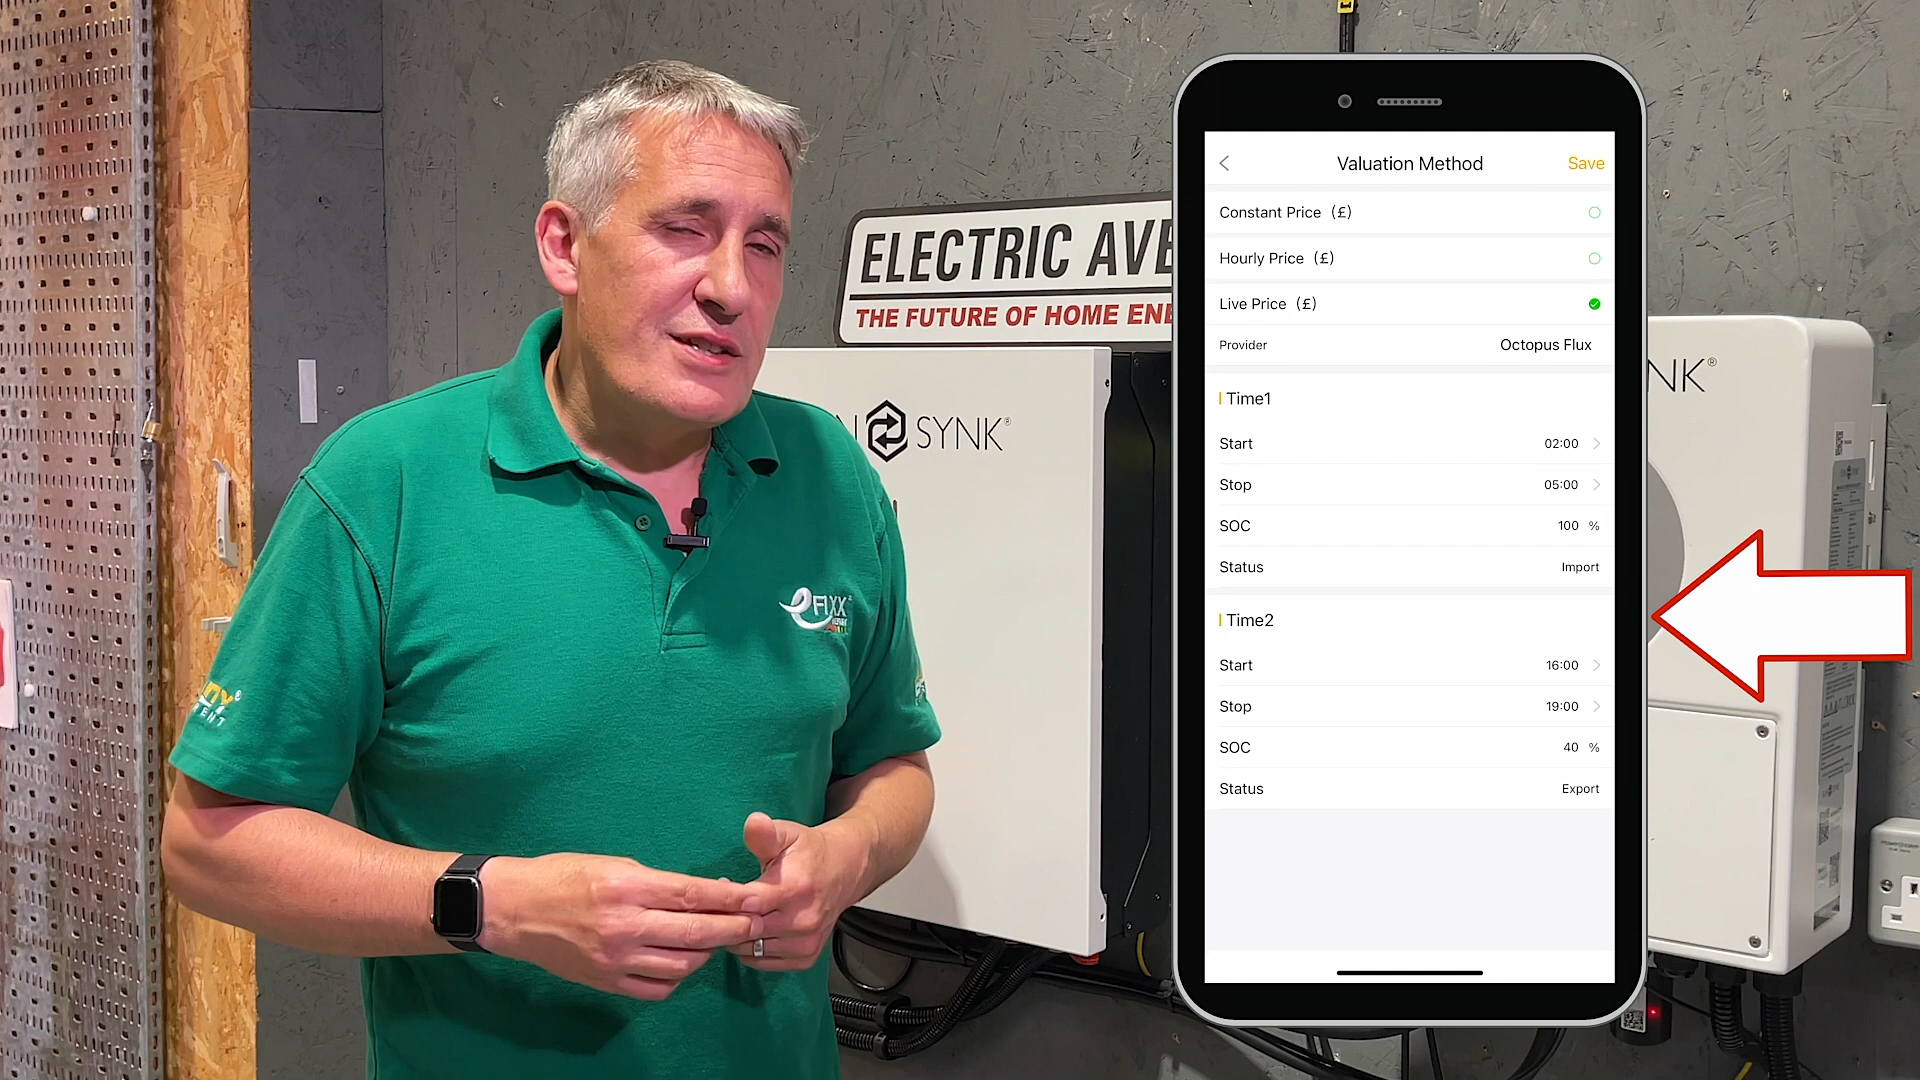 ELECTRIC AVE
THE FUTURE OF HOME ENE
SYNK®
NK®
eFIXX
Valuation Method
Save
Constant Price (£)
Hourly Price (£)
Live Price (£)
Provider
Octopus Flux
Time1
Start
02:00
Stop
05:00
SOC
100 %
Status
Import
Time2
Start
16:00
Stop
19:00
SOC
40 %
Status
Export